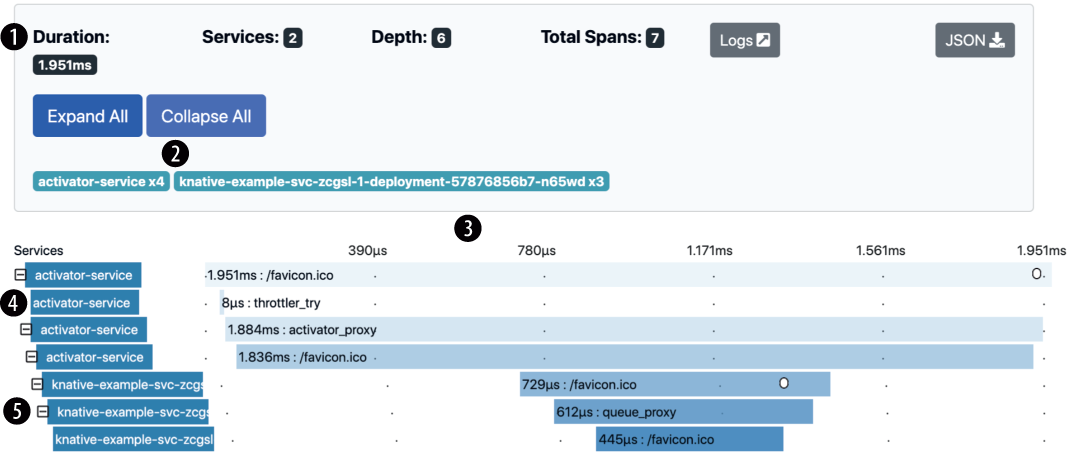 1 Duration: Services: 2 Depth: 6 Total Spans: 7 Logs JSON
1.951ms
Expand All Collapse All
2
activator-service x4 knative-example-svc-zcgsl-1-deployment-57876856b7-n65wd x3
3
Services 390μs 780μs 1.171ms 1.561ms 1.951ms
activator-service 1.951ms : /favicon.ico
4 activator-service 8μs : throttler_try
activator-service 1.884ms : activator_proxy
activator-service 1.836ms : /favicon.ico
knative-example-svc-zcgs 729μs : /favicon.ico
5 knative-example-svc-zcgs 612μs : queue_proxy
knative-example-svc-zcgsl 445μs : /favicon.ico